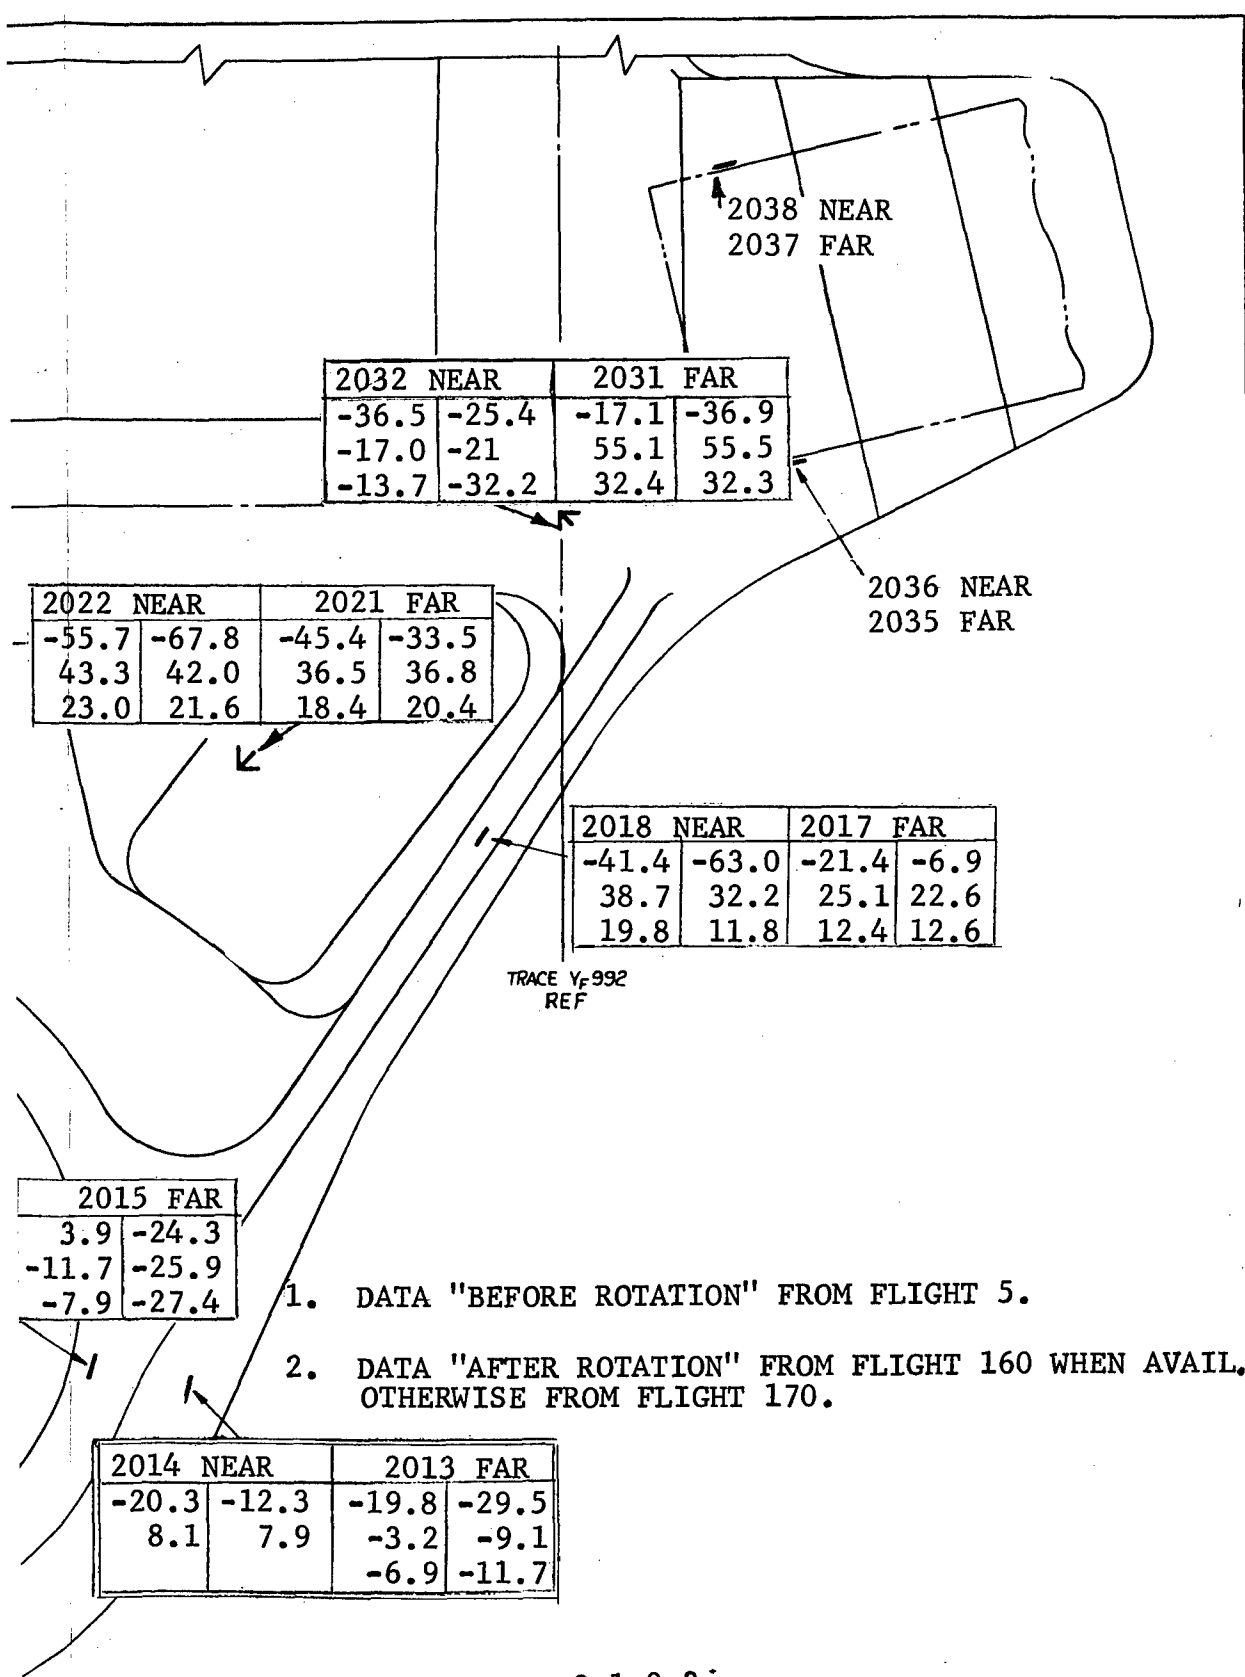 2038 NEAR
2037 FAR
2032 NEAR 2031 FAR
-36.5 -25.4 -17.1 -36.9
-17.0 -21 55.1 55.5
-13.7 -32.2 32.4 32.3
2036 NEAR
2035 FAR
2022 NEAR 2021 FAR
-55.7 -67.8 -45.4 -33.5
43.3 42.0 36.5 36.8
23.0 21.6 18.4 20.4
2018 NEAR 2017 FAR
-41.4 -63.0 -21.4 -6.9
38.7 32.2 25.1 22.6
19.8 11.8 12.4 12.6
TRACE YF992
REF
2015 FAR
3.9 -24.3
-11.7 -25.9
-7.9 -27.4
1. DATA "BEFORE ROTATION" FROM FLIGHT 5.
2. DATA "AFTER ROTATION" FROM FLIGHT 160 WHEN AVAIL.
OTHERWISE FROM FLIGHT 170.
2014 NEAR 2013 FAR
-20.3 -12.3 -19.8 -29.5
8.1 7.9 -3.2 -9.1
-6.9 -11.7